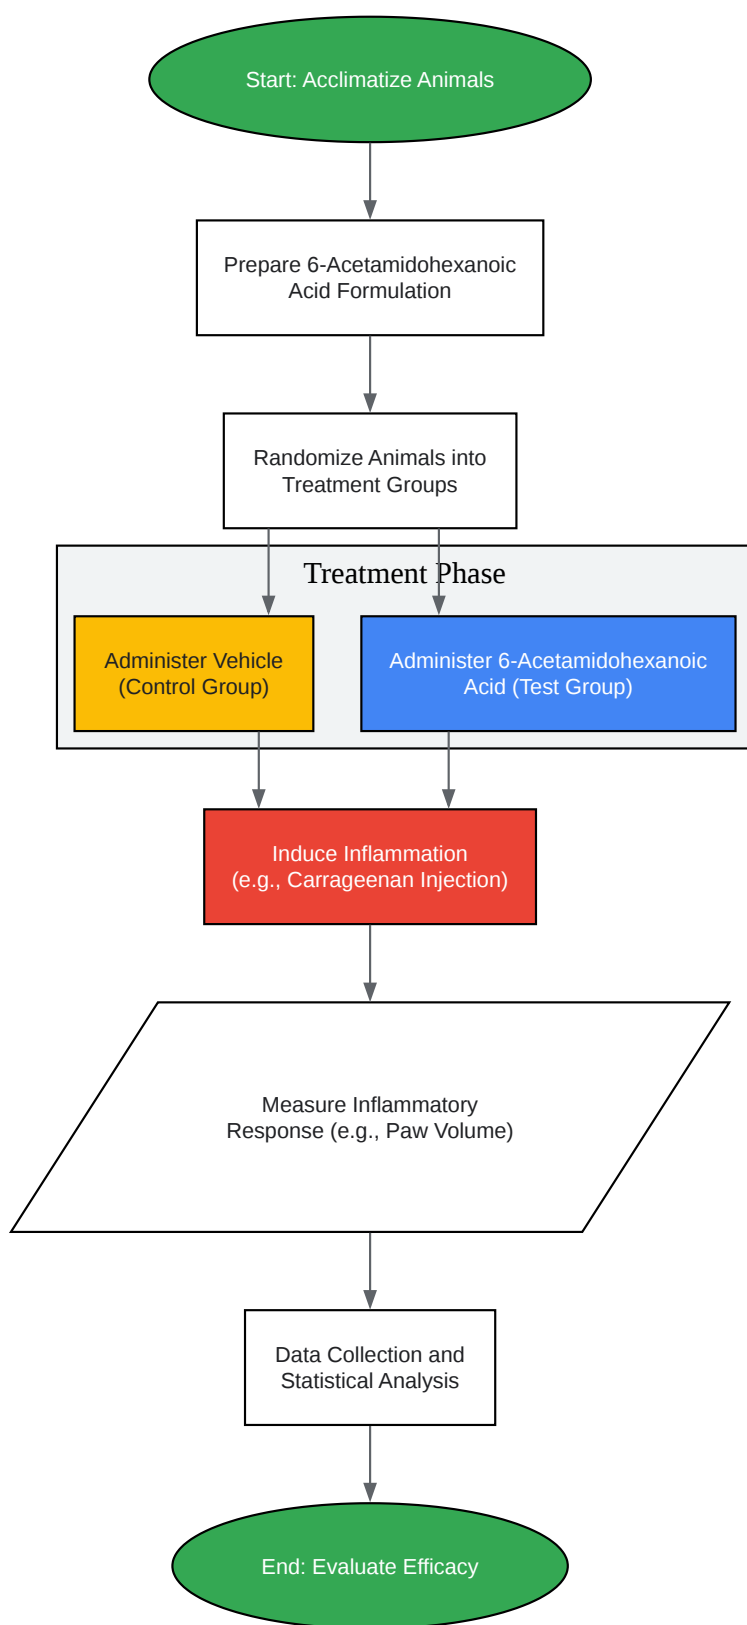 Start: Acclimatize Animals
Prepare 6-Acetamidohexanoic
Acid Formulation
Randomize Animals into
Treatment Groups
Treatment Phase
Administer Vehicle
(Control Group)
Administer 6-Acetamidohexanoic
Acid (Test Group)
Induce Inflammation
(e.g., Carrageenan Injection)
Measure Inflammatory
Response (e.g., Paw Volume)
Data Collection and
Statistical Analysis
End: Evaluate Efficacy